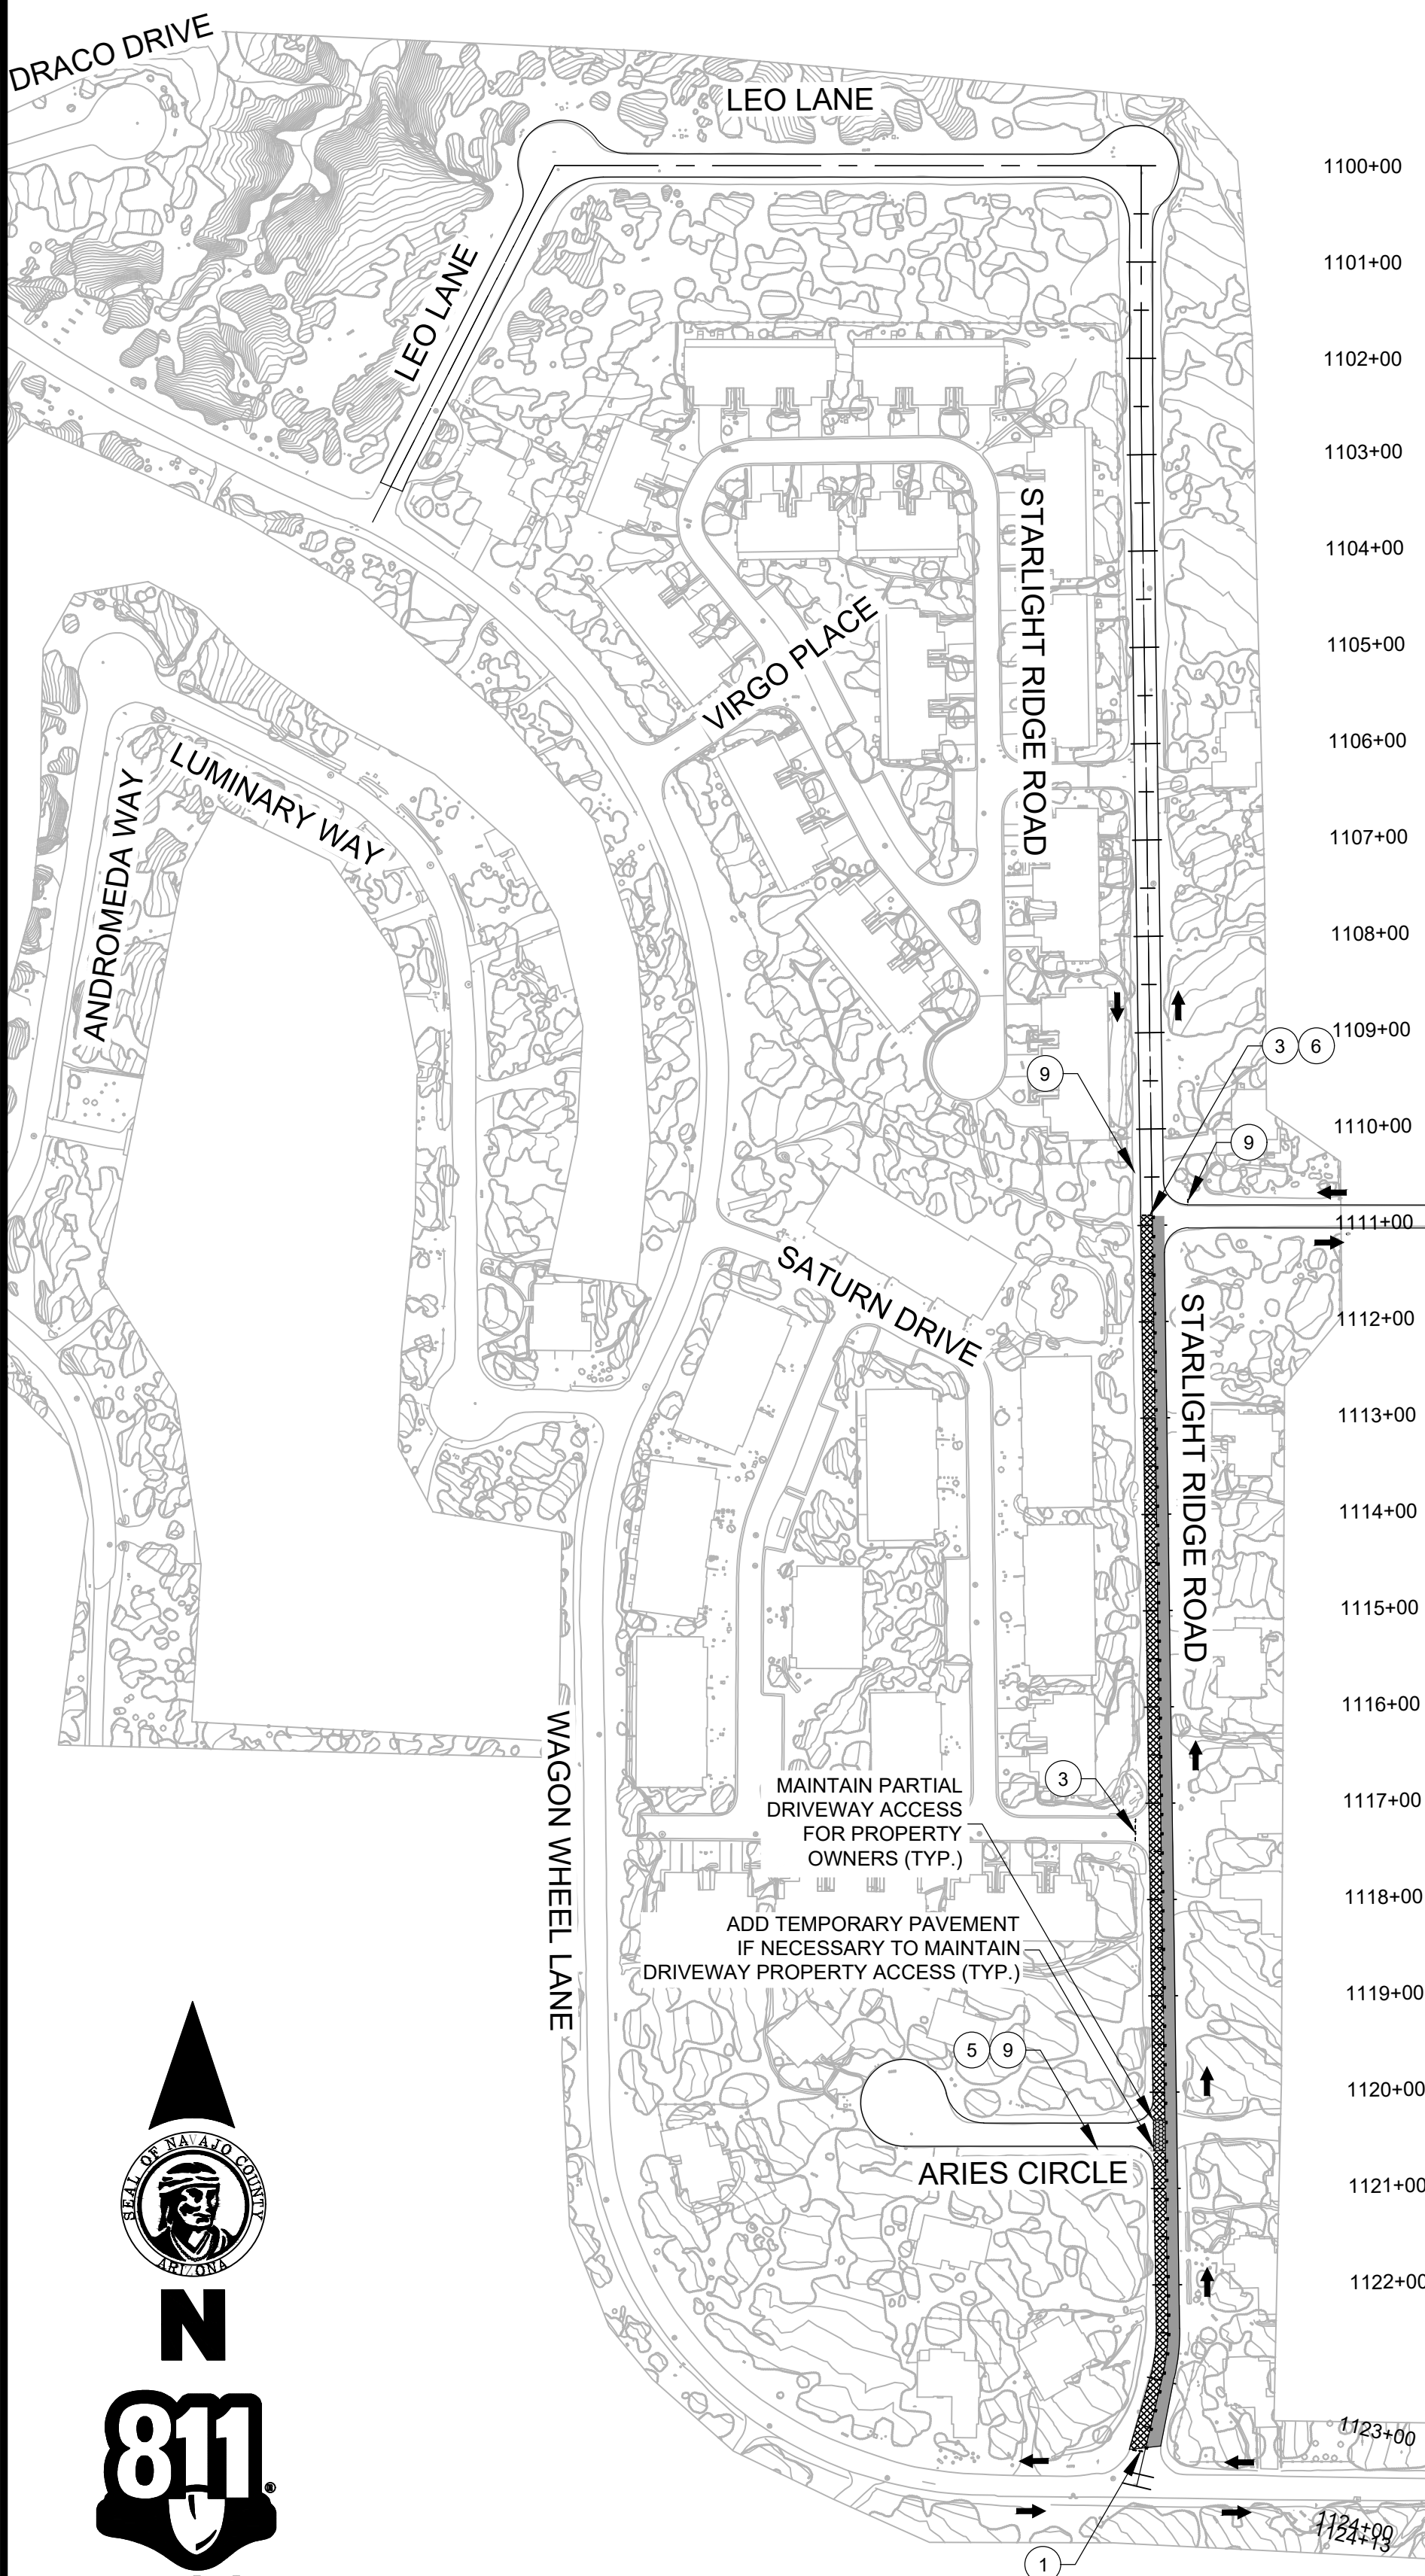 DRACO DRIVE
LEO LANE
1100+00
1101+00
LEO LANE
1102+00
1103+00
STARLIGHT RIDGE ROAD
1104+00
VIRGO PLACE
1105+00
1106+00
LUMINARY WAY
ANDROMEDA WAY
1107+00
1108+00
1109+00
3 6
9
1110+00
9
1111+00
SATURN DRIVE
STARLIGHT RIDGE ROAD
1112+00
1113+00
1114+00
1115+00
1116+00
WAGON WHEEL LANE
3
MAINTAIN PARTIAL
DRIVEWAY ACCESS
FOR PROPERTY
OWNERS (TYP.)
1117+00
1118+00
ADD TEMPORARY PAVEMENT
IF NECESSARY TO MAINTAIN
DRIVEWAY PROPERTY ACCESS (TYP.)
1119+00
5 9
1120+00
ARIES CIRCLE
1121+00
SEAL OF NAVAJO COUNTY
ARIZONA
1122+00
N
1123+00
811
®
1124+00
1124+13
1